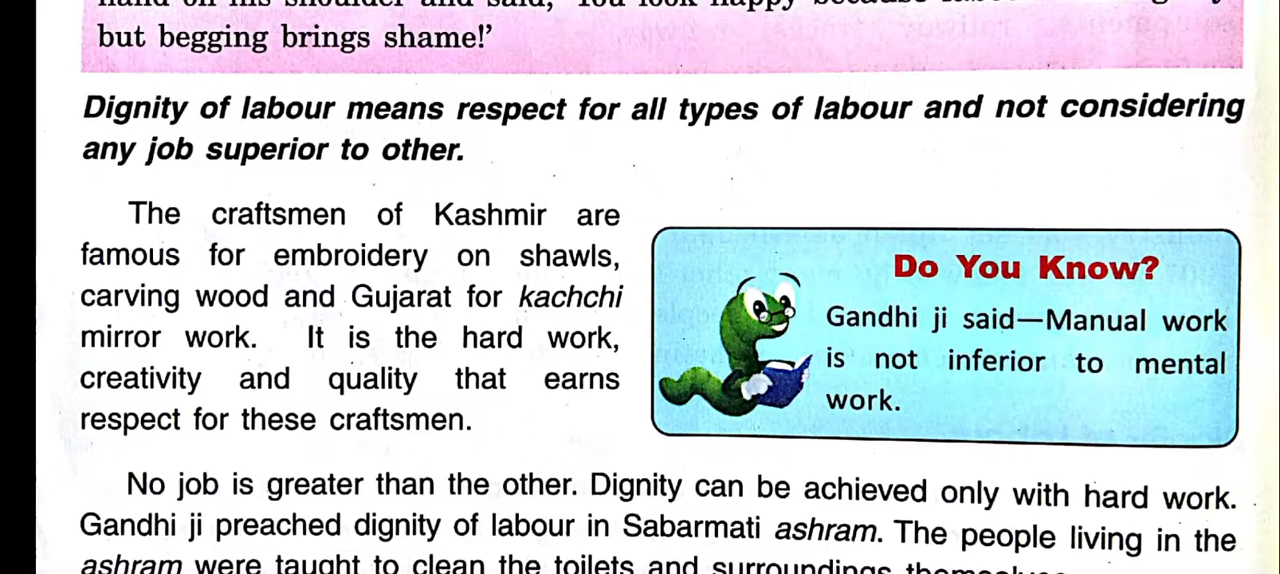 but begging brings shame!’
Dignity of labour means respect for all types of labour and not considering
any job superior to other.
The craftsmen of Kashmir are
famous for embroidery on shawls,
carving wood and Gujarat for kachchi
mirror work. It is the hard work,
creativity and quality that earns
respect for these craftsmen.
Do You Know?
Gandhi ji said—Manual work
is not inferior to mental
work.
No job is greater than the other. Dignity can be achieved only with hard work.
Gandhi ji preached dignity of labour in Sabarmati ashram. The people living in the
ashram were taught to clean the toilets and surroundings